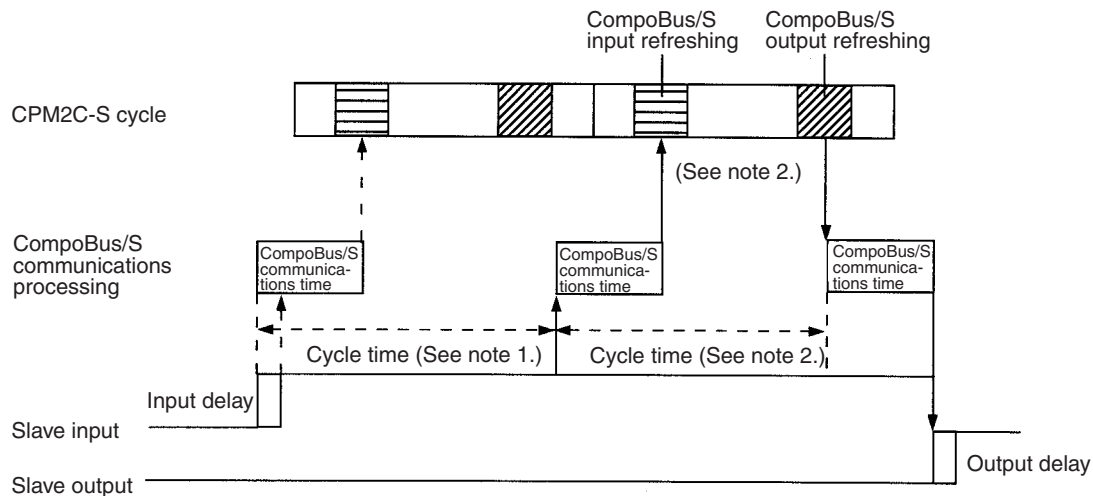 CompoBus/S
input refreshing
CompoBus/S
output refreshing
CPM2C-S cycle
(See note 2.)
CompoBus/S
communications
processing
CompoBus/S
communica-
tions time
CompoBus/S
communica-
tions time
CompoBus/S
communica-
tions time
Cycle time (See note 1.)
Cycle time (See note 2.)
Input delay
Slave input
Output delay
Slave output